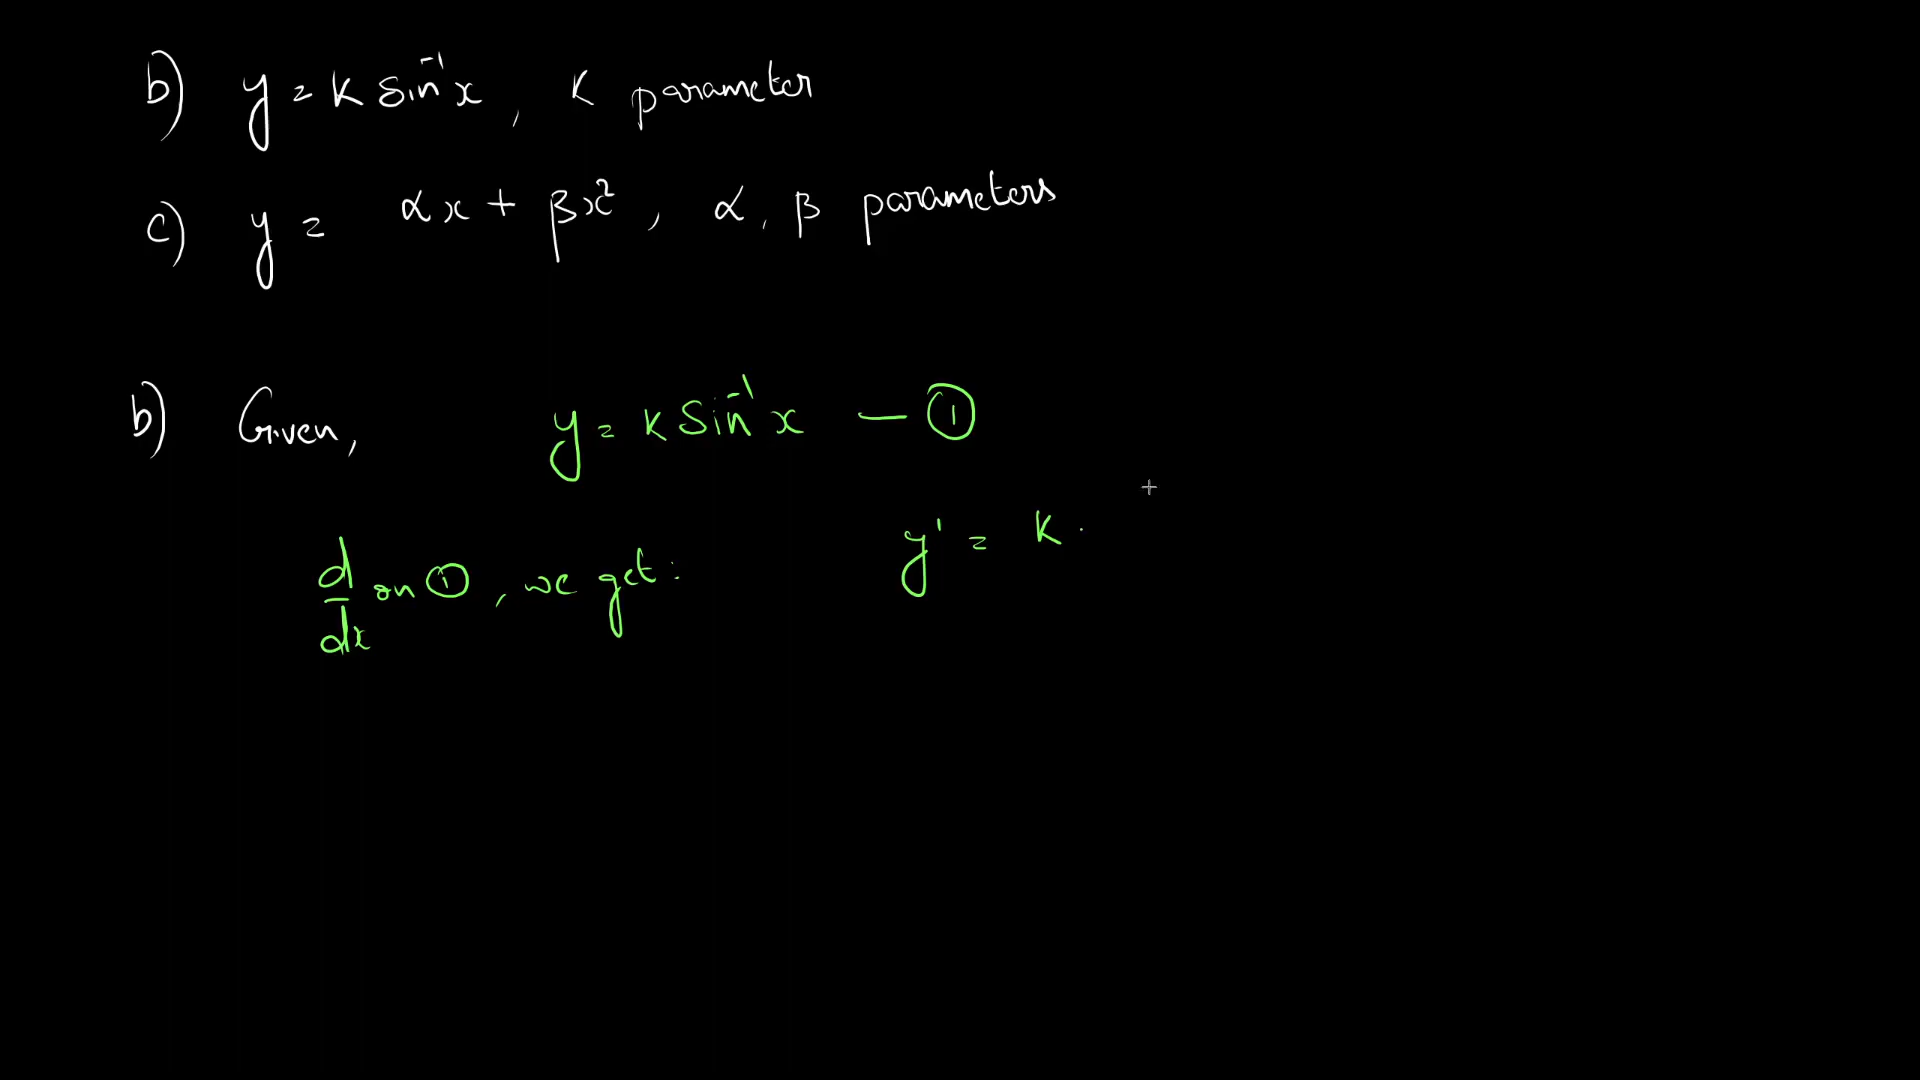 b) y = K sin⁻¹x, K parameter
c) y = αx + βx², α, β parameters
b) Given, y = K Sin⁻¹x — ①
d/dx on ①, we get: y' = K ·